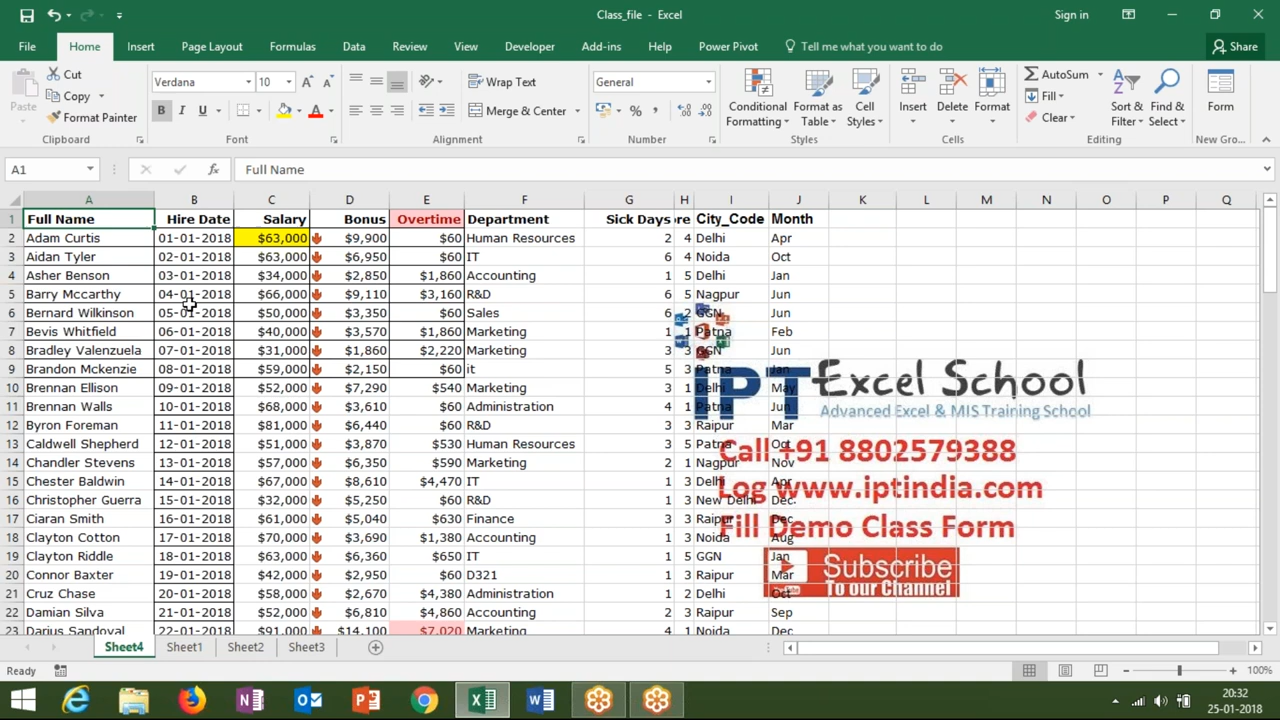 Class_file - Excel
Sign in
File Home Insert Page Layout Formulas Data Review View Developer Add-ins Help Power Pivot Tell me what you want to do Share
Paste
Cut
Copy
Format Painter
Clipboard
Verdana 10
B I U
Font
Wrap Text
Merge & Center
Alignment
General
Number
Conditional Formatting
Format as Table
Cell Styles
Styles
Insert
Delete
Format
Cells
AutoSum
Fill
Clear
Sort & Filter
Find & Select
Editing
Form
New Gro...
A1 fx Full Name
A B C D E F G H I J K L M N O P Q
1 Full Name Hire Date Salary Bonus Overtime Department Sick Days re City_Code Month
2 Adam Curtis 01-01-2018 $63,000 $9,900 $60 Human Resources 2 4 Delhi Apr
3 Aidan Tyler 02-01-2018 $63,000 $6,950 $60 IT 6 4 Noida Oct
4 Asher Benson 03-01-2018 $34,000 $2,850 $1,860 Accounting 1 5 Delhi Jan
5 Barry Mccarthy 04-01-2018 $66,000 $9,110 $3,160 R&D 6 5 Nagpur Jun
6 Bernard Wilkinson 05-01-2018 $50,000 $3,350 $60 Sales 6 2 GGN Jun
7 Bevis Whitfield 06-01-2018 $40,000 $3,570 $1,860 Marketing 1 1 Patna Feb
8 Bradley Valenzuela 07-01-2018 $31,000 $1,860 $2,220 Marketing 3 3 GGN Jun
9 Brandon Mckenzie 08-01-2018 $59,000 $2,150 $60 it 5 3 Patna Jan
10 Brennan Ellison 09-01-2018 $52,000 $7,290 $540 Marketing 3 1 Delhi May
11 Brennan Walls 10-01-2018 $68,000 $3,610 $60 Administration 4 1 Patna Jun
12 Byron Foreman 11-01-2018 $81,000 $6,440 $60 R&D 3 3 Raipur Mar
13 Caldwell Shepherd 12-01-2018 $51,000 $3,870 $530 Human Resources 3 5 Patna Oct
14 Chandler Stevens 13-01-2018 $57,000 $6,350 $590 Marketing 2 1 Nagpur Nov
15 Chester Baldwin 14-01-2018 $67,000 $8,610 $4,470 IT 1 3 Delhi Apr
16 Christopher Guerra 15-01-2018 $32,000 $5,250 $60 R&D 1 3 New Delhi Dec
17 Ciaran Smith 16-01-2018 $61,000 $5,040 $630 Finance 3 3 Raipur Dec
18 Clayton Cotton 17-01-2018 $70,000 $3,690 $1,380 Accounting 1 3 Noida Aug
19 Clayton Riddle 18-01-2018 $63,000 $6,360 $650 IT 1 5 GGN Jan
20 Connor Baxter 19-01-2018 $42,000 $2,950 $60 D321 1 3 Raipur Mar
21 Cruz Chase 20-01-2018 $58,000 $2,670 $4,380 Administration 1 2 Delhi Oct
22 Damian Silva 21-01-2018 $52,000 $6,810 $4,860 Accounting 2 3 Raipur Sep
23 Darius Sandoval 22-01-2018 $91,000 $14,100 $7,020 Marketing 4 1 Noida Dec
IPT Excel School
Advanced Excel & MIS Training School
Call +91 8802579388
Log www.iptindia.com
Fill Demo Class Form
Subscribe
To our Channel
Sheet4 Sheet1 Sheet2 Sheet3
Ready
100%
20:32
25-01-2018